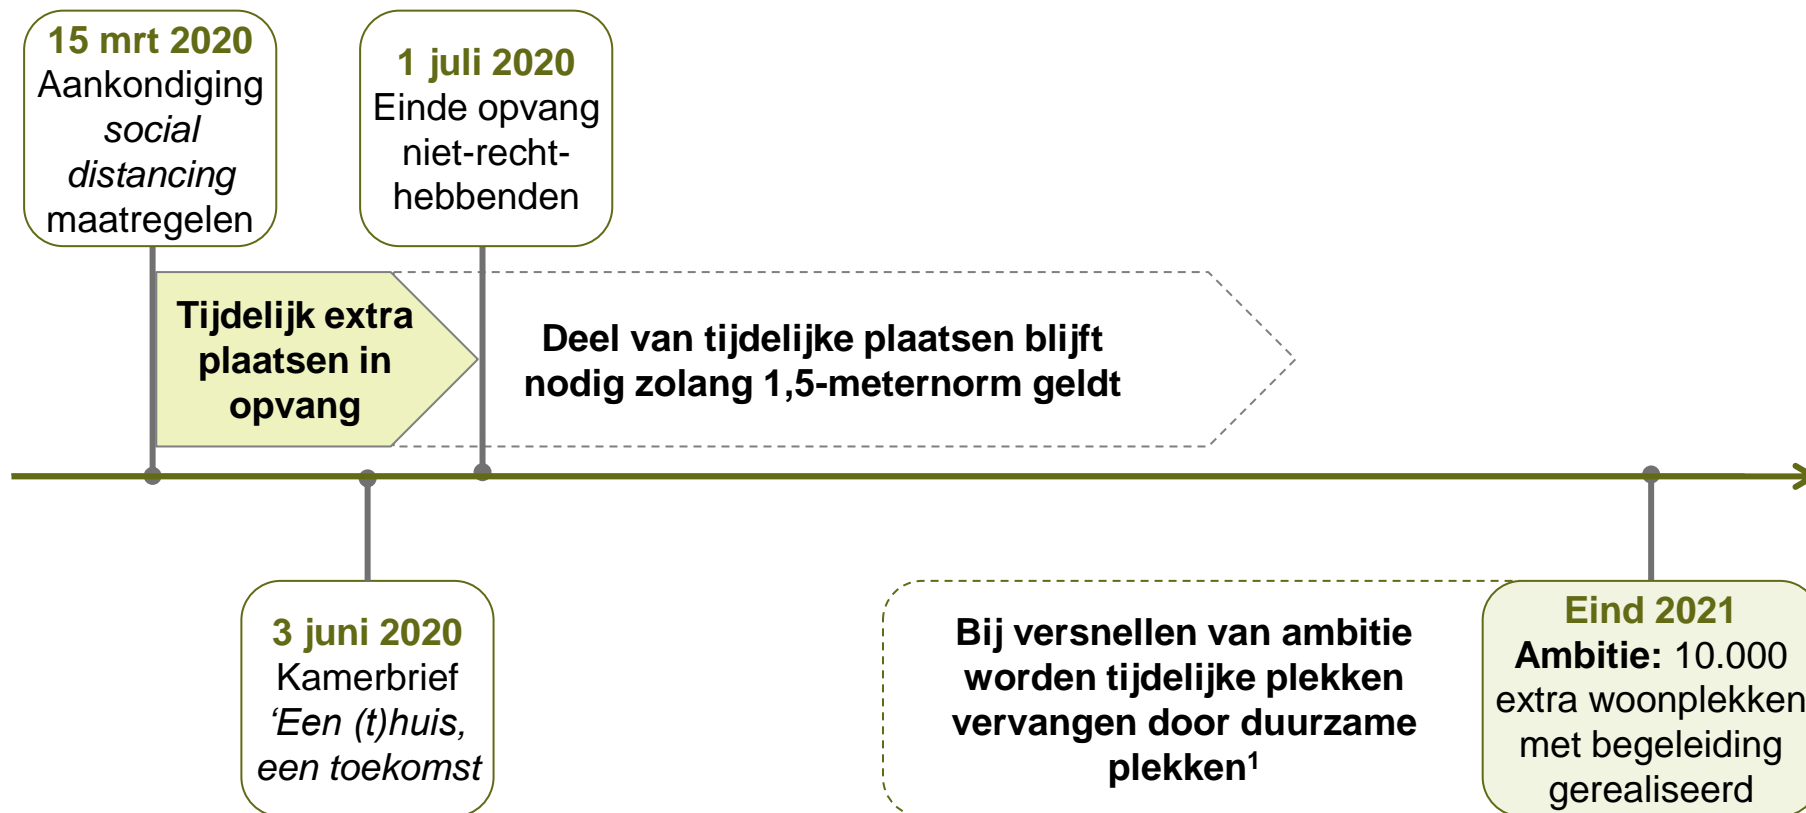 15 mrt 2020
Aankondiging
social
distancing
maatregelen
1 juli 2020
Einde opvang
niet-recht-
hebbenden
Tijdelijk extra
plaatsen in
opvang
Deel van tijdelijke plaatsen blijft
nodig zolang 1,5-meternorm geldt
3 juni 2020
Kamerbrief
‘Een (t)huis,
een toekomst
Bij versnellen van ambitie
worden tijdelijke plekken
vervangen door duurzame
plekken¹
Eind 2021
Ambitie: 10.000
extra woonplekken
met begeleiding
gerealiseerd